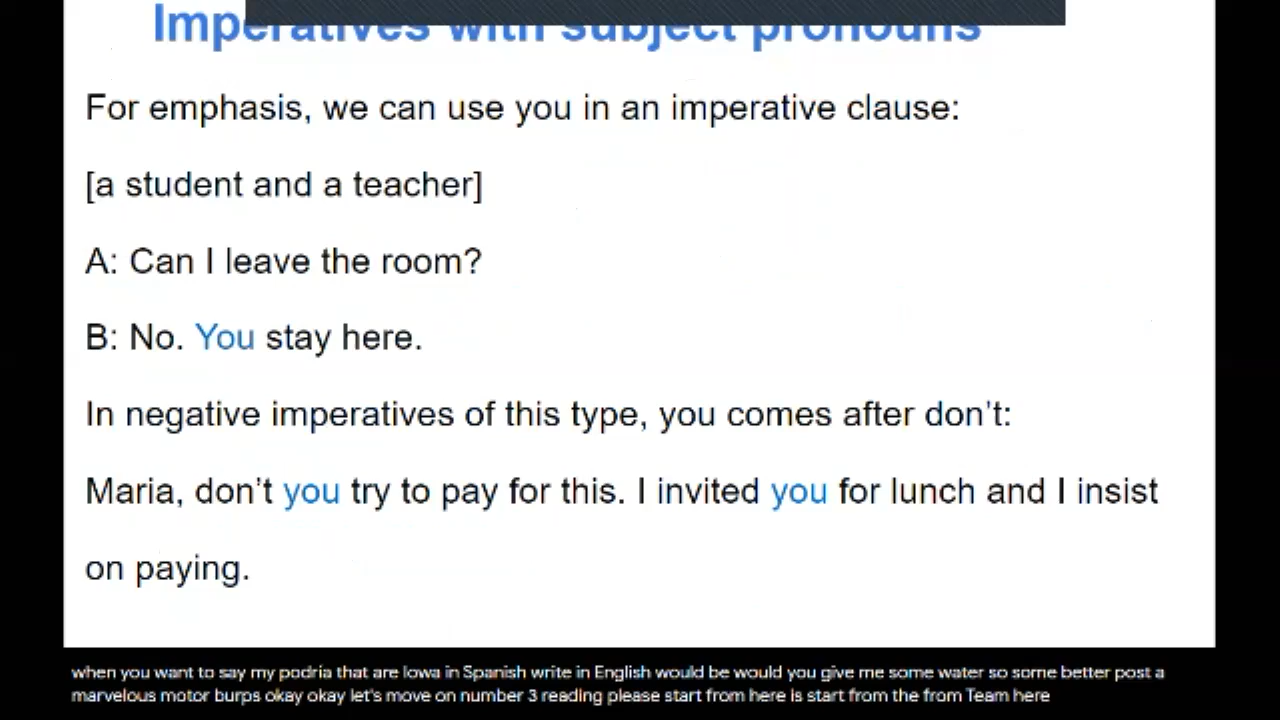 Imperatives with subject pronouns
For emphasis, we can use you in an imperative clause:
[a student and a teacher]
A: Can I leave the room?
B: No. You stay here.
In negative imperatives of this type, you comes after don’t:
Maria, don’t you try to pay for this. I invited you for lunch and I insist
on paying.
when you want to say my podria that are Iowa in Spanish write in English would be would you give me some water so some better post a
marvelous motor burps okay okay let's move on number 3 reading please start from here is start from the from Team here